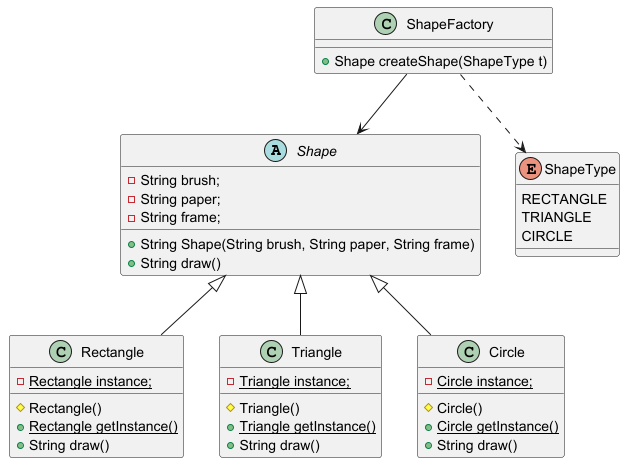 C ShapeFactory
Shape createShape(ShapeType t)
A Shape
String brush;
String paper;
String frame;
String Shape(String brush, String paper, String frame)
String draw()
E ShapeType
RECTANGLE
TRIANGLE
CIRCLE
C Rectangle
Rectangle instance;
Rectangle()
Rectangle getInstance()
String draw()
C Triangle
Triangle instance;
Triangle()
Triangle getInstance()
String draw()
C Circle
Circle instance;
Circle()
Circle getInstance()
String draw()